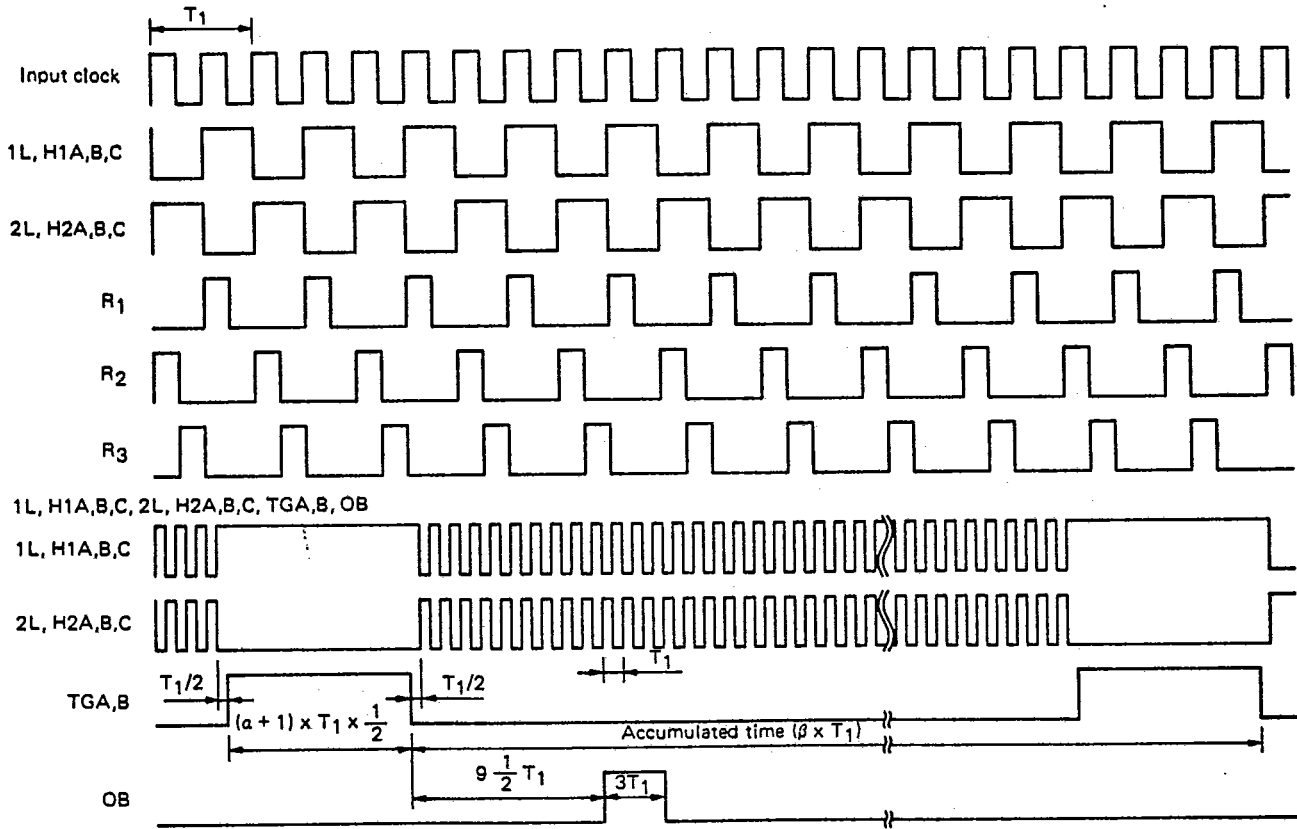 T1
Input clock
1L, H1A,B,C
2L, H2A,B,C
R1
R2
R3
1L, H1A,B,C, 2L, H2A,B,C, TGA,B, OB
1L, H1A,B,C
2L, H2A,B,C
T1
TGA,B
T1/2
T1/2
(α + 1) × T1 × 1/2
Accumulated time (β × T1)
9 1/2 T1
3T1
OB